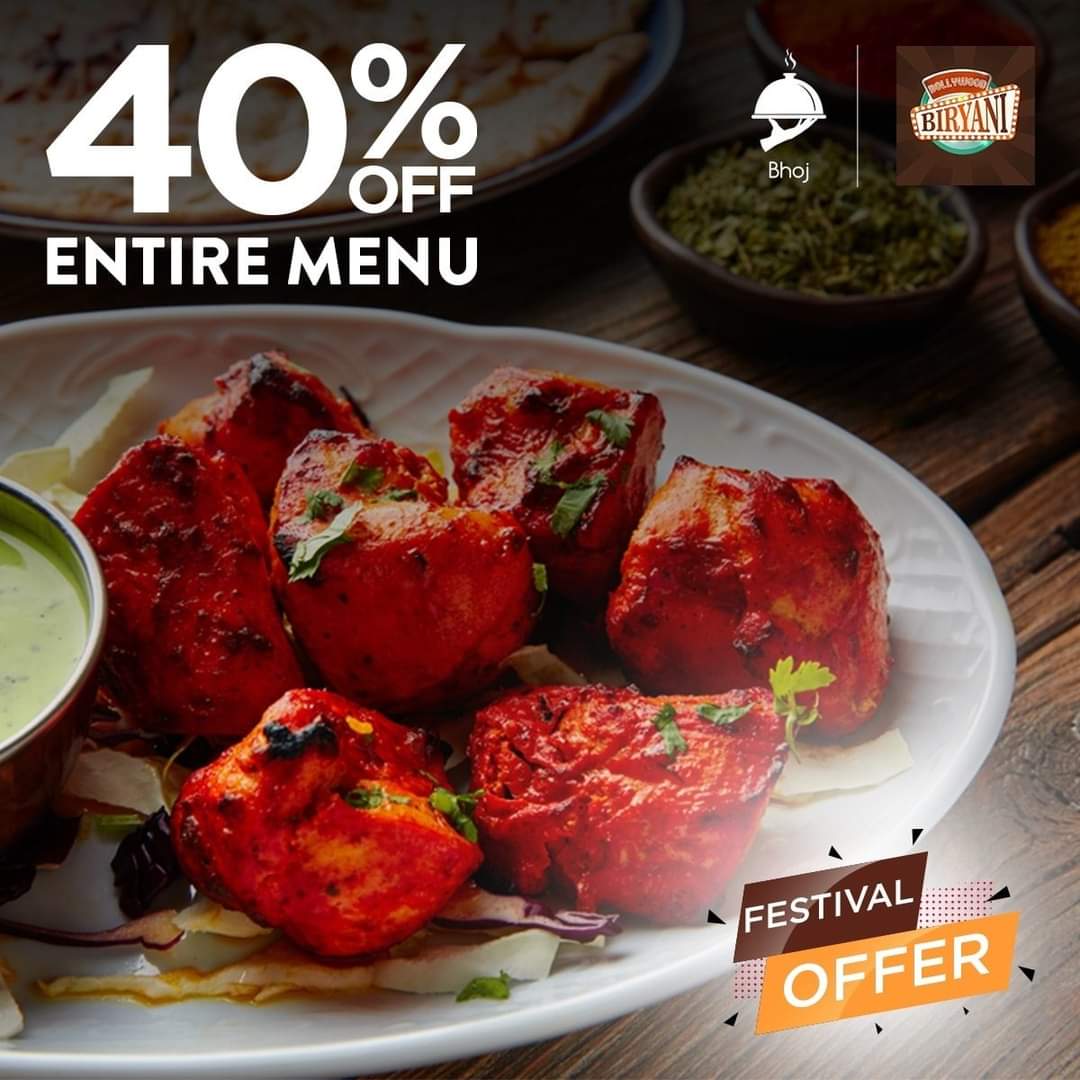 40%
OFF
ENTIRE MENU
Bhoj
BOLLYWOOD
BIRYANI
FESTIVAL
OFFER